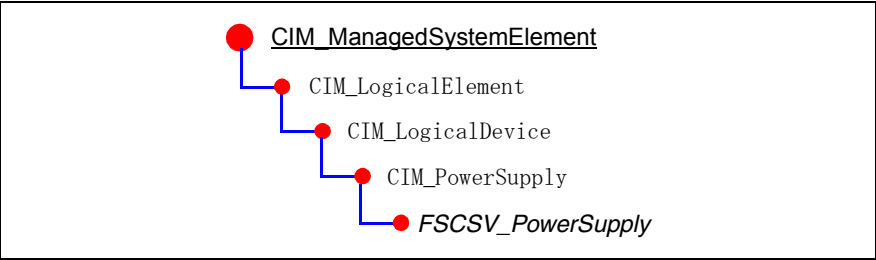 CIM_ManagedSystemElement
CIM_LogicalElement
CIM_LogicalDevice
CIM_PowerSupply
FSCSV_PowerSupply